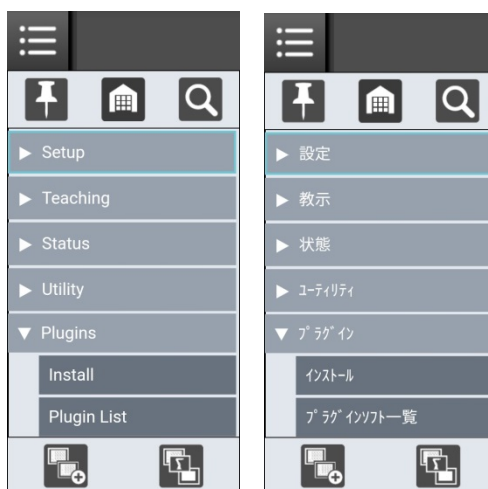 Setup
Teaching
Status
Utility
Plugins
Install
Plugin List
設定
教示
状態
ﾕｰﾃｨﾘﾃｨ
ﾌﾟﾗｸﾞｲﾝ
ｲﾝｽﾄｰﾙ
ﾌﾟﾗｸﾞｲﾝｿﾌﾄ一覧